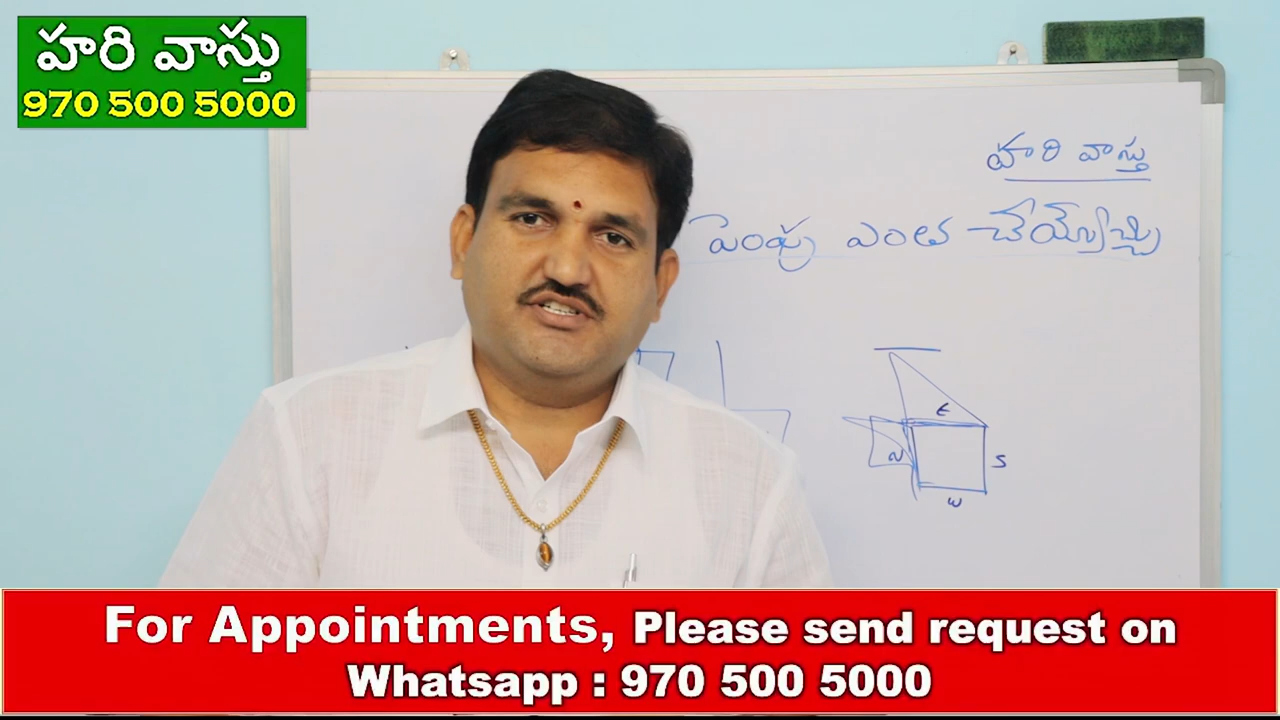 హరి వాస్తు
970 500 5000
హరి వాస్తు
పెంపు ఎంత చేయ్యొచ్చు
E
N
S
W
For Appointments, Please send request on
Whatsapp : 970 500 5000